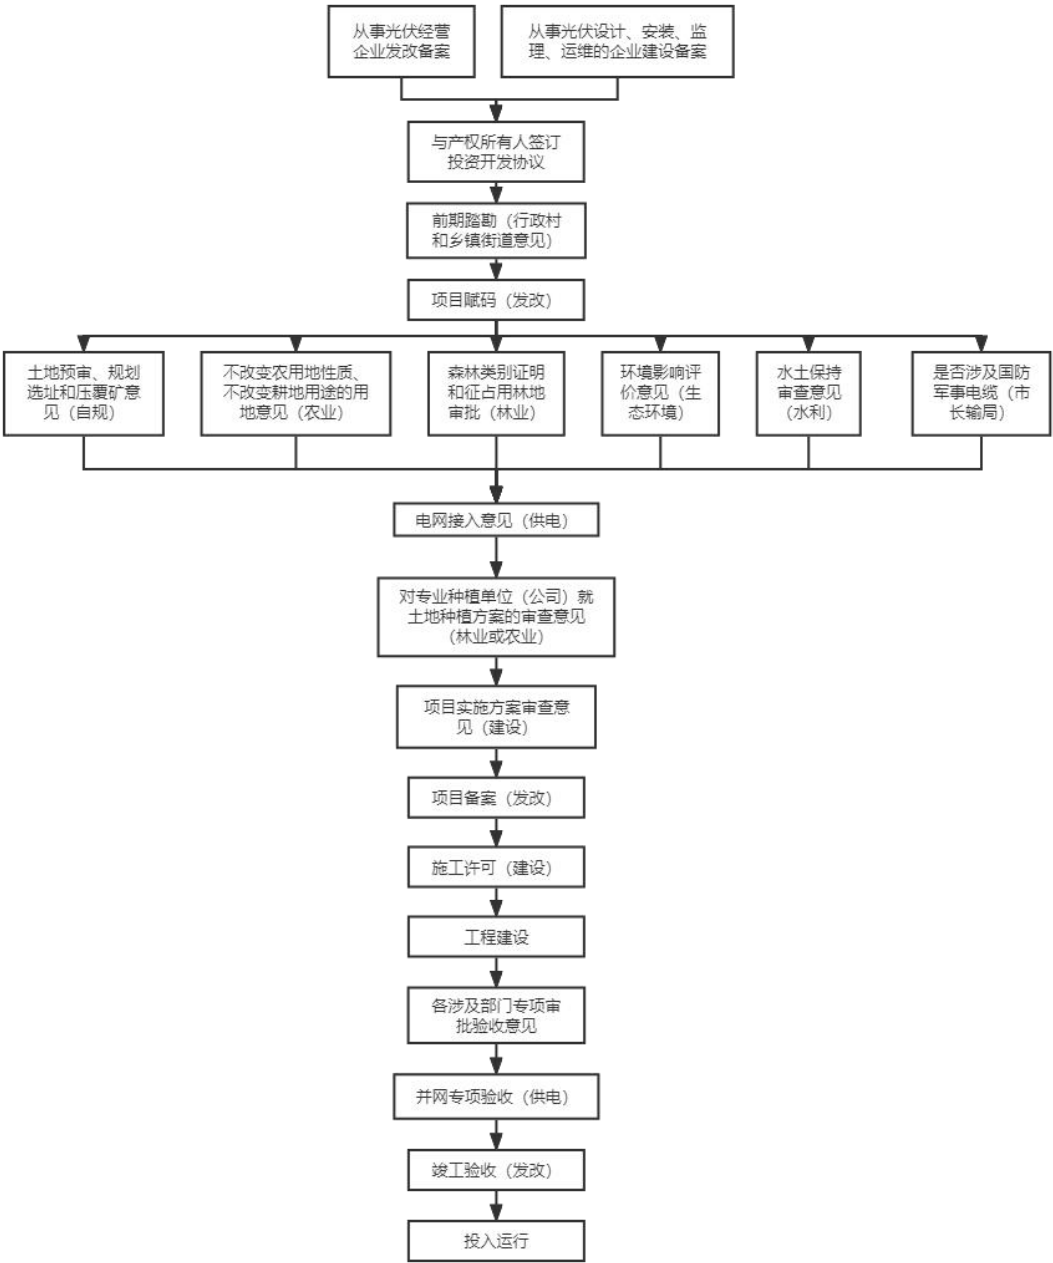 从事光伏经营
企业发改备案
从事光伏设计、安装、监
理、运维的企业建设备案
与产权所有人签订
投资开发协议
前期踏勘（行政村
和乡镇街道意见）
项目赋码（发改）
土地预审、规划
选址和压覆矿意
见（自规）
不改变农用地性质、
不改变耕地用途的用
地意见（农业）
森林类别证明
和征占用林地
审批（林业）
环境影响评
价意见（生
态环境）
水土保持
审查意见
（水利）
是否涉及国防
军事电缆（市
长输局）
电网接入意见（供电）
对专业种植单位（公司）就
土地种植方案的审查意见
（林业或农业）
项目实施方案审查意
见（建设）
项目备案（发改）
施工许可（建设）
工程建设
各涉及部门专项审
批验收意见
并网专项验收（供电）
竣工验收（发改）
投入运行